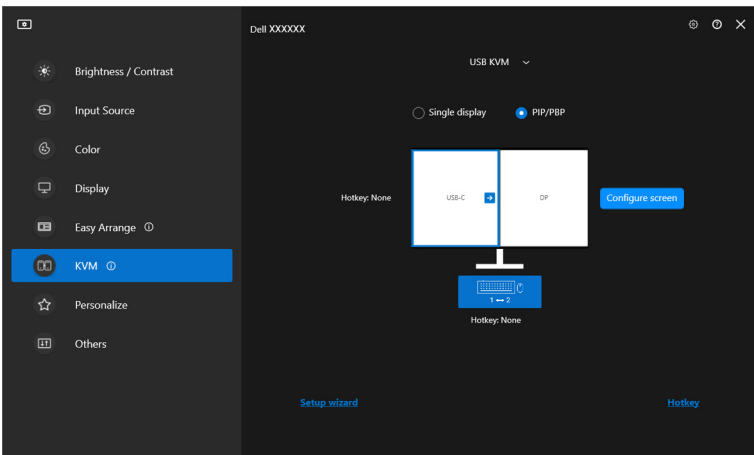 Dell XXXXXX
Brightness / Contrast
Input Source
Color
Display
Easy Arrange
KVM
Personalize
Others
USB KVM
Single display
PIP/PBP
Hotkey: None
USB-C
DP
Configure screen
1 ↔ 2
Hotkey: None
Setup wizard
Hotkey